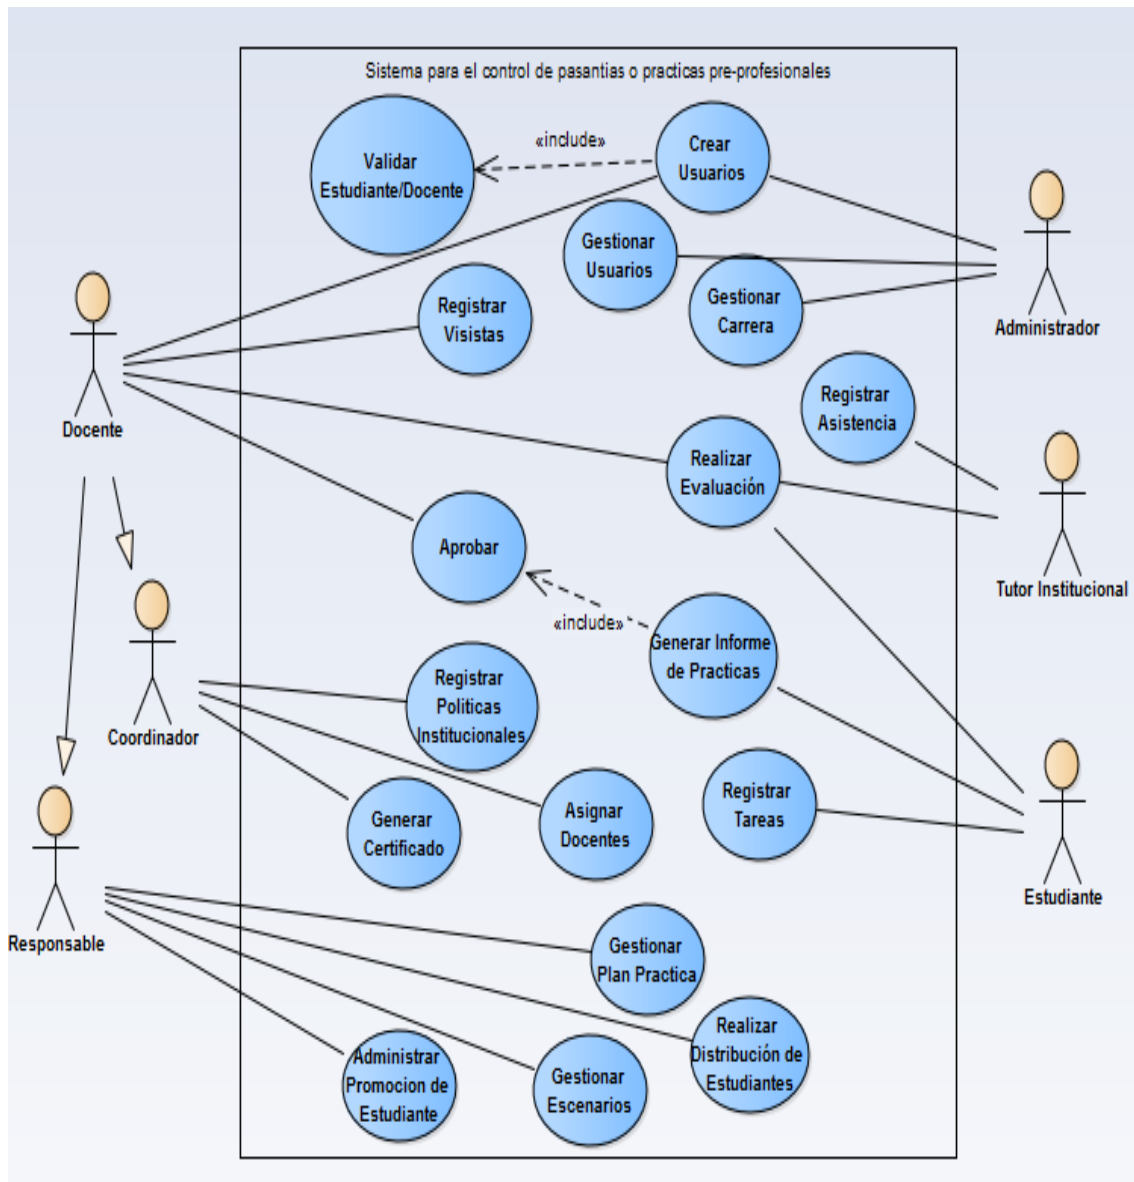 Sistema para el control de pasantias o practicas pre-profesionales
«include»
Crear
Usuarios
Validar
Estudiante/Docente
Gestionar
Usuarios
Gestionar
Carrera
Administrador
Registrar
Visistas
Docente
Registrar
Asistencia
Realizar
Evaluación
Aprobar
Tutor Institucional
«include»
Generar Informe
de Practicas
Registrar
Politicas
Institucionales
Coordinador
Registrar
Tareas
Asignar
Docentes
Generar
Certificado
Estudiante
Responsable
Gestionar
Plan Practica
Realizar
Distribución de
Estudiantes
Administrar
Promocion de
Estudiante
Gestionar
Escenarios